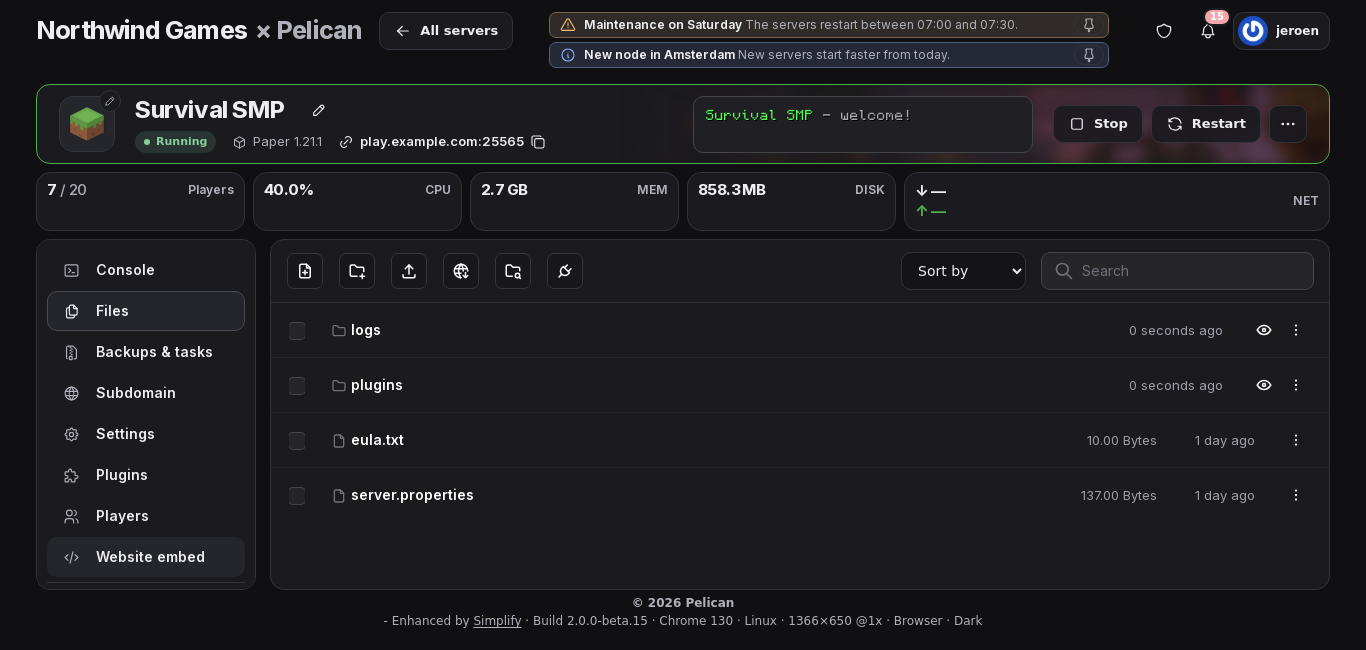 Northwind Games × Pelican
All servers
Maintenance on Saturday The servers restart between 07:00 and 07:30.
New node in Amsterdam New servers start faster from today.
15
jeroen
Survival SMP
Running
Paper 1.21.1
play.example.com:25565
Survival SMP - welcome!
Stop
Restart
7 / 20 Players
40.0% CPU
2.7 GB MEM
858.3 MB DISK
↓ —
↑ —
NET
Console
Files
Backups & tasks
Subdomain
Settings
Plugins
Players
Website embed
Sort by
Search
logs 0 seconds ago
plugins 0 seconds ago
eula.txt 10.00 Bytes 1 day ago
server.properties 137.00 Bytes 1 day ago
© 2026 Pelican
- Enhanced by Simplify · Build 2.0.0-beta.15 · Chrome 130 · Linux · 1366×650 @1x · Browser · Dark